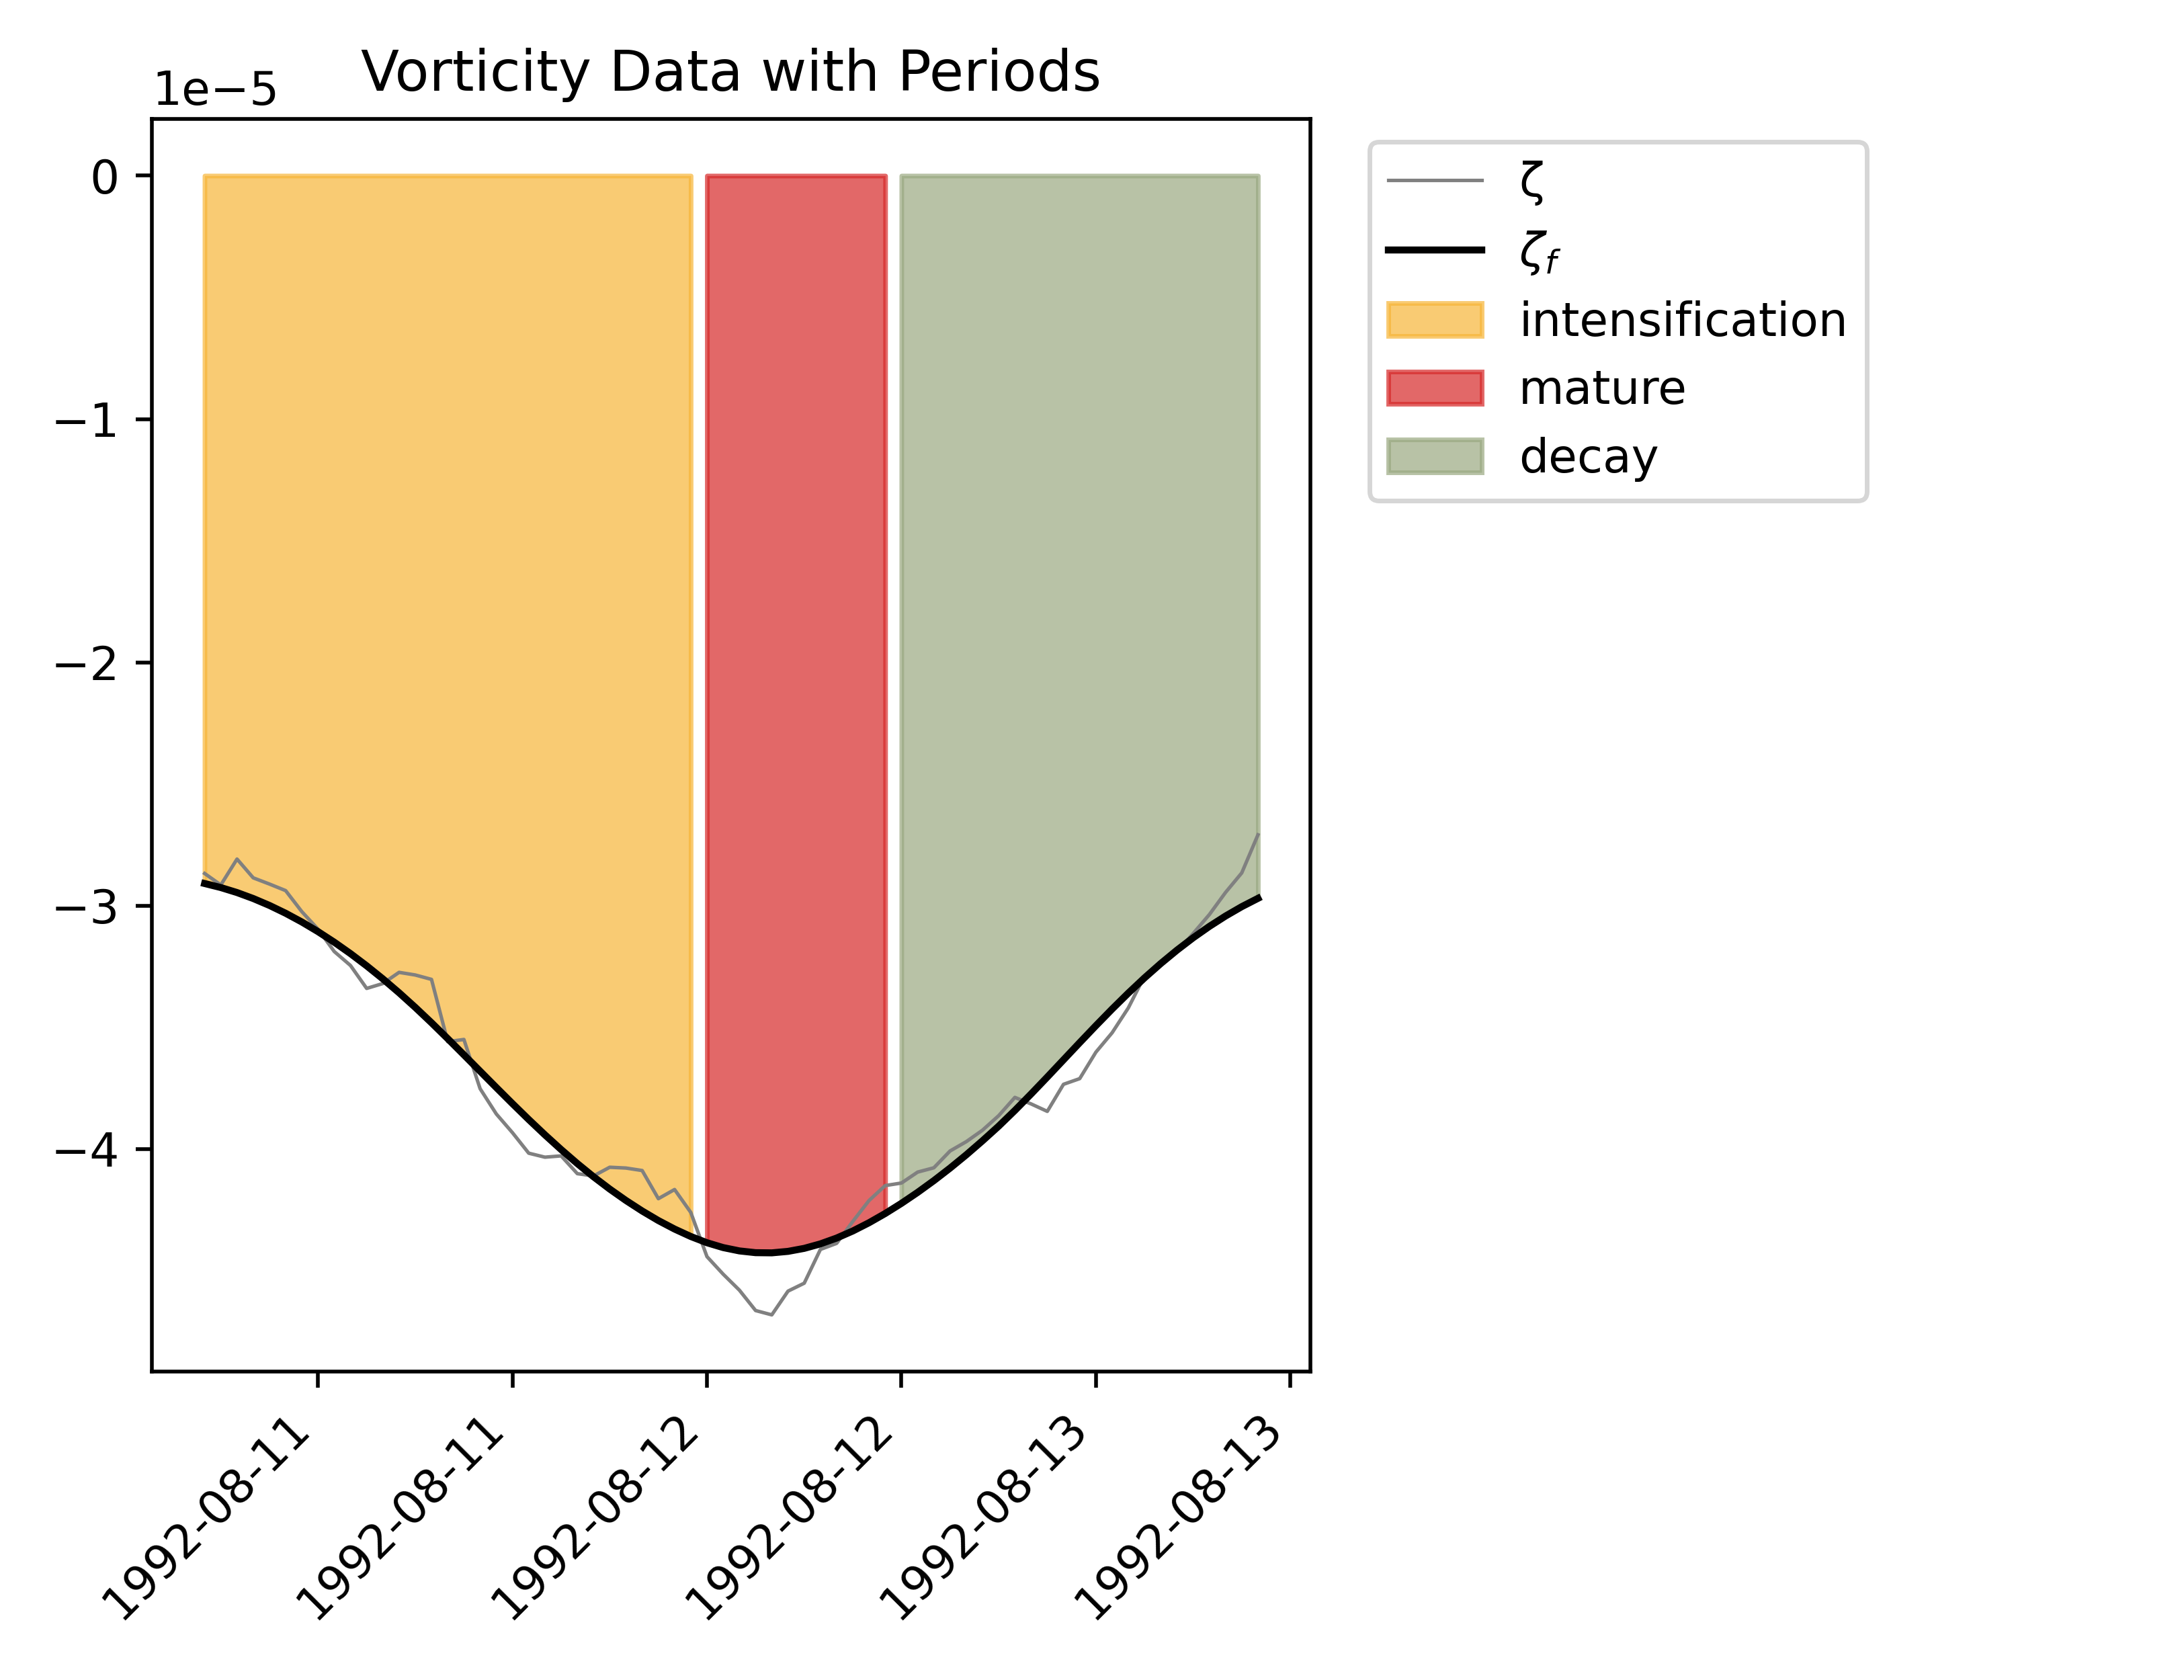 Vorticity Data with Periods
1e−5
0
−1
−2
−3
−4
1992-08-11
1992-08-11
1992-08-12
1992-08-12
1992-08-13
1992-08-13
ζ
ζf
intensification
mature
decay